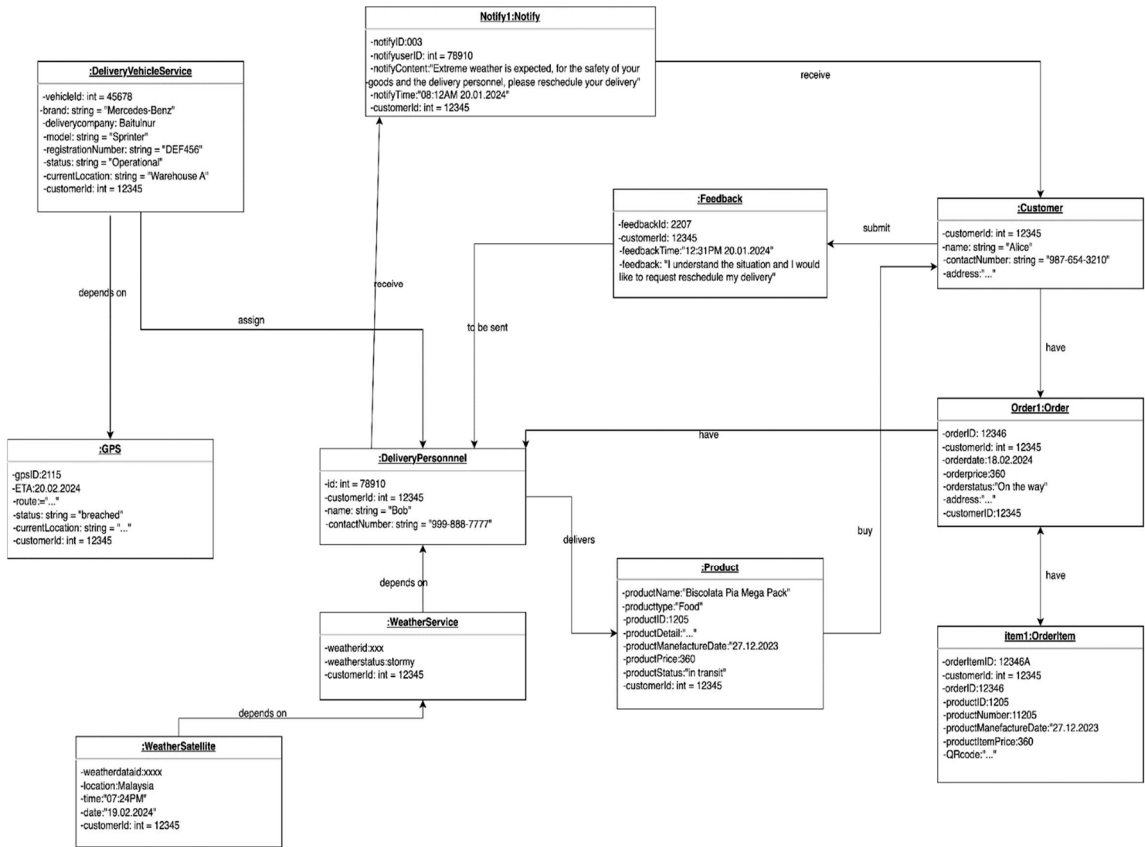 Notify1:Notify
-notifyID:003
-notifyuserID: int = 78910
-notifyContent:"Extreme weather is expected, for the safety of your
goods and the delivery personnel, please reschedule your delivery"
-notifyTime:"08:12AM 20.01.2024"
-customerId: int = 12345
:DeliveryVehicleService
-vehicleId: int = 45678
-brand: string = "Mercedes-Benz"
-deliverycompany: Baitulnur
-model: string = "Sprinter"
-registrationNumber: string = "DEF456"
-status: string = "Operational"
-currentLocation: string = "Warehouse A"
-customerId: int = 12345
receive
:Feedback
-feedbackId: 2207
-customerId: 12345
-feedbackTime:"12:31PM 20.01.2024"
-feedback: "I understand the situation and I would
like to request reschedule my delivery"
submit
:Customer
-customerId: int = 12345
-name: string = "Alice"
-contactNumber: string = "987-654-3210"
-address:"..."
depends on
receive
assign
to be sent
have
:GPS
-gpsID:2115
-ETA:20.02.2024
-route:="..."
-status: string = "breached"
-currentLocation: string = "..."
-customerId: int = 12345
:DeliveryPersonnnel
-id: int = 78910
-customerId: int = 12345
-name: string = "Bob"
-contactNumber: string = "999-888-7777"
have
Order1:Order
-orderID: 12346
-customerId: int = 12345
-orderdate:18.02.2024
-orderprice:360
-orderstatus:"On the way"
-address:"..."
-customerID:12345
delivers
buy
depends on
have
:Product
-productName:"Biscolata Pia Mega Pack"
-producttype:"Food"
-productID:1205
-productDetail:"..."
-productManefactureDate:"27.12.2023
-productPrice:360
-productStatus:"in transit"
-customerId: int = 12345
:WeatherService
-weatherid:xxx
-weatherstatus:stormy
-customerId: int = 12345
item1:OrderItem
-orderItemID: 12346A
-customerId: int = 12345
-orderID:12346
-productID:1205
-productNumber:11205
-productManefactureDate:"27.12.2023
-productItemPrice:360
-QRcode:"..."
depends on
:WeatherSatellite
-weatherdataid:xxxx
-location:Malaysia
-time:"07:24PM"
-date:"19.02.2024"
-customerId: int = 12345